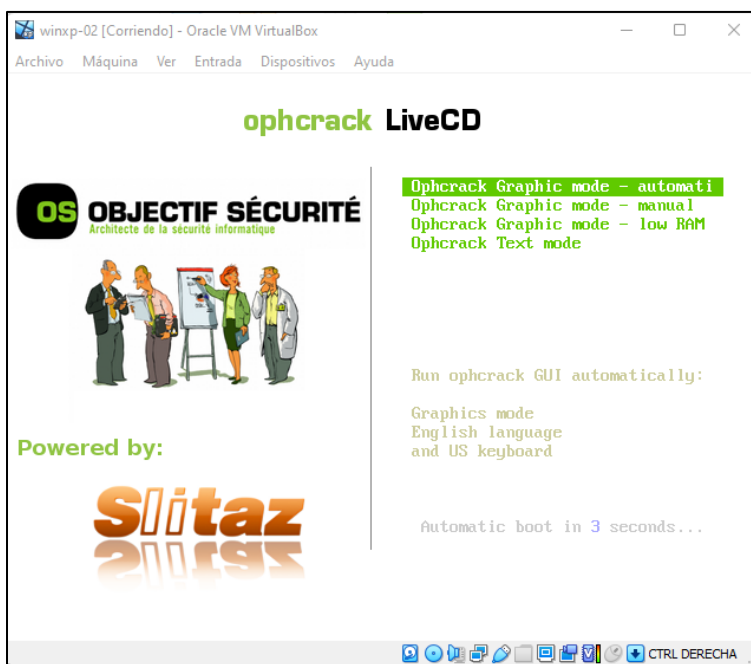 winxp-02 [Corriendo] - Oracle VM VirtualBox
Archivo Máquina Ver Entrada Dispositivos Ayuda
ophcrack LiveCD
OS OBJECTIF SÉCURITÉ
Architecte de la sécurité informatique
Powered by:
Slitaz
Ophcrack Graphic mode - automati
Ophcrack Graphic mode - manual
Ophcrack Graphic mode - low RAM
Ophcrack Text mode
Run ophcrack GUI automatically:
Graphics mode
English language
and US keyboard
Automatic boot in 3 seconds...
CTRL DERECHA